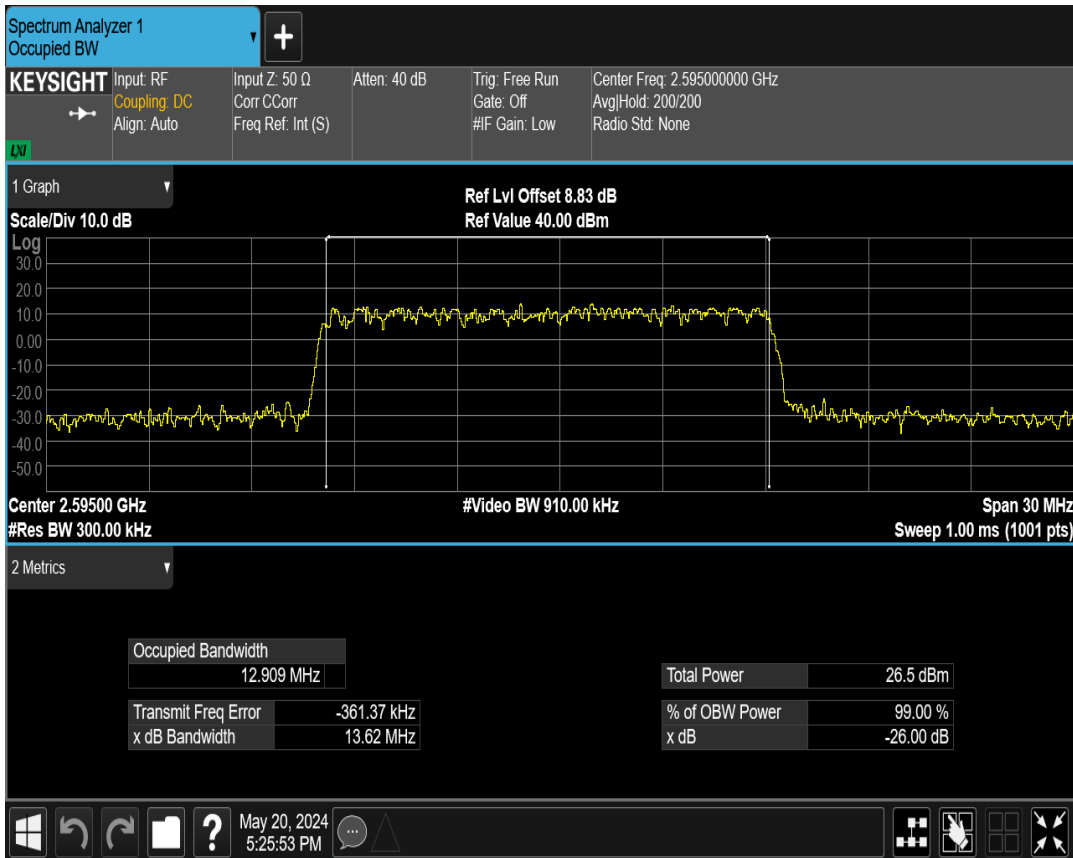 Spectrum Analyzer 1
Occupied BW
+
KEYSIGHT
LXI
Input: RF
Coupling: DC
Align: Auto
Input Z: 50 Ω
Corr CCorr
Freq Ref: Int (S)
Atten: 40 dB
Trig: Free Run
Gate: Off
#IF Gain: Low
Center Freq: 2.595000000 GHz
Avg|Hold: 200/200
Radio Std: None
1 Graph
Scale/Div 10.0 dB
Ref Lvl Offset 8.83 dB
Ref Value 40.00 dBm
Log
30.0
20.0
10.0
0.00
-10.0
-20.0
-30.0
-40.0
-50.0
Center 2.59500 GHz
#Video BW 910.00 kHz
Span 30 MHz
#Res BW 300.00 kHz
Sweep 1.00 ms (1001 pts)
2 Metrics
Occupied Bandwidth
12.909 MHz
Total Power 26.5 dBm
Transmit Freq Error -361.37 kHz
% of OBW Power 99.00 %
x dB Bandwidth 13.62 MHz
x dB -26.00 dB
?
May 20, 2024
5:25:53 PM